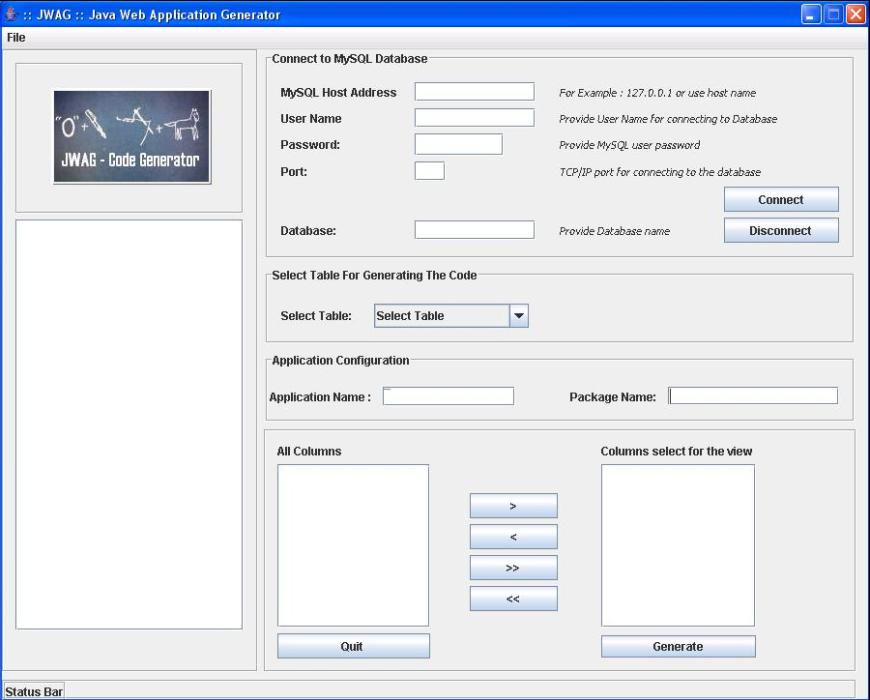 :: JWAG :: Java Web Application Generator
File
"O"+
+
JWAG - Code Generator
Connect to MySQL Database
MySQL Host Address For Example : 127.0.0.1 or use host name
User Name Provide User Name for connecting to Database
Password: Provide MySQL user password
Port: TCP/IP port for connecting to the database
Connect
Database: Provide Database name Disconnect
Select Table For Generating The Code
Select Table: Select Table
Application Configuration
Application Name : Package Name:
All Columns Columns select for the view
>
<
>>
<<
Quit Generate
Status Bar